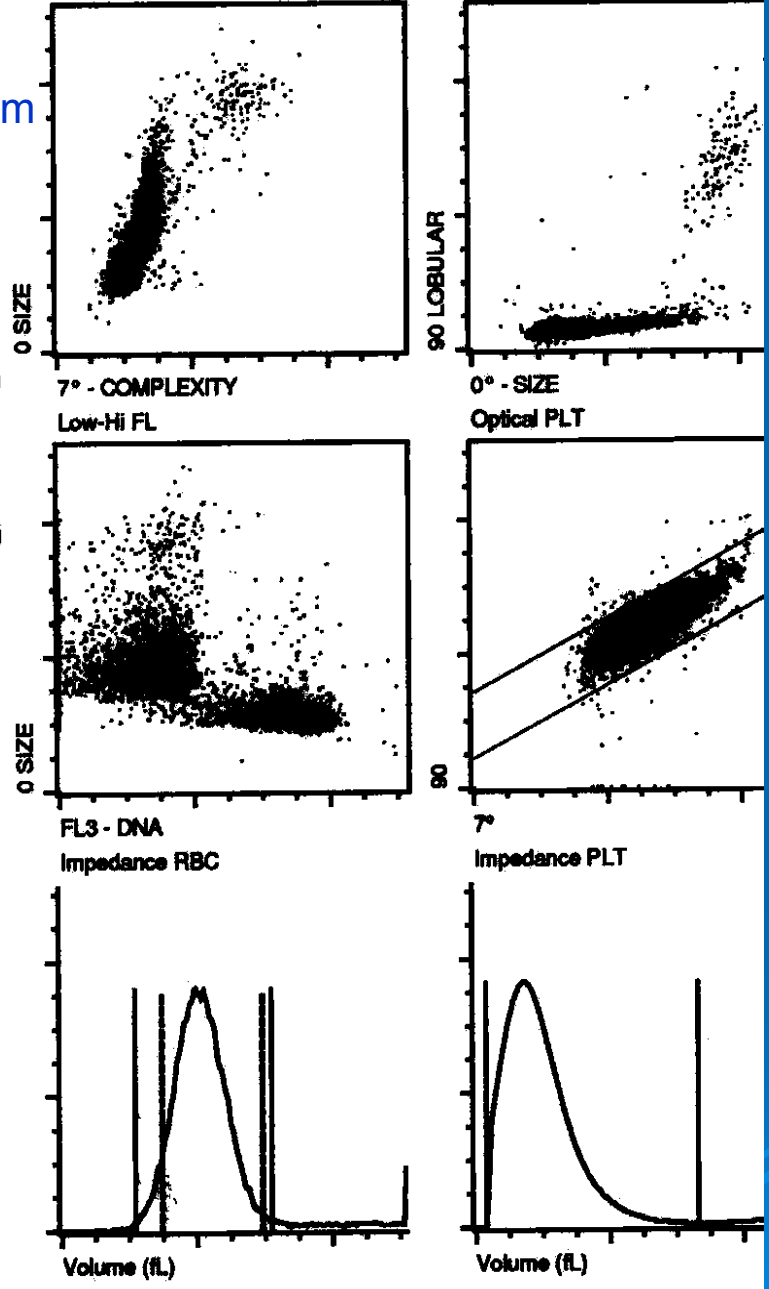 m
0 SIZE
7° - COMPLEXITY
90 LOBULAR
0° - SIZE
Low-Hi FL
Optical PLT
0 SIZE
FL3 - DNA
90
7°
Impedance RBC
Impedance PLT
Volume (fL)
Volume (fL)